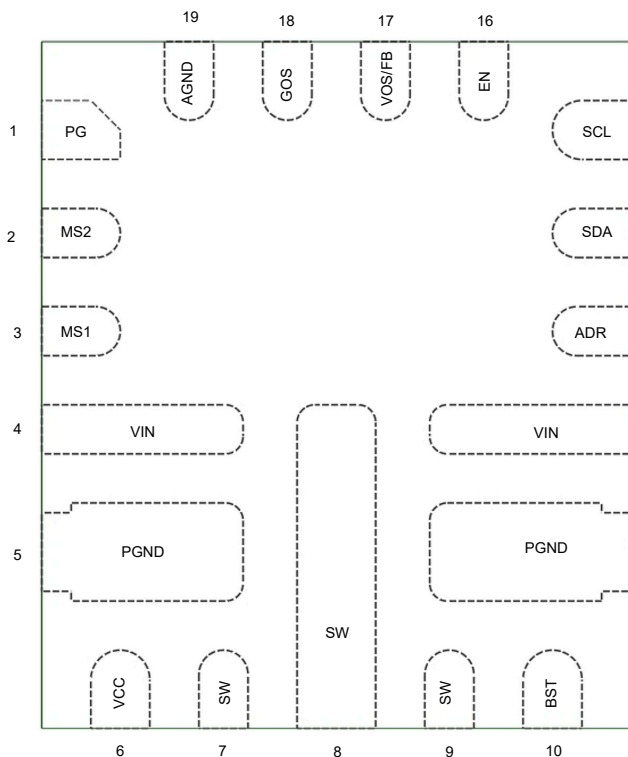 19 18 17 16
AGND
GOS
VOS/FB
EN
1 PG SCL
2 MS2 SDA
3 MS1 ADR
4 VIN VIN
5 PGND PGND
SW
VCC
SW
SW
BST
6 7 8 9 10